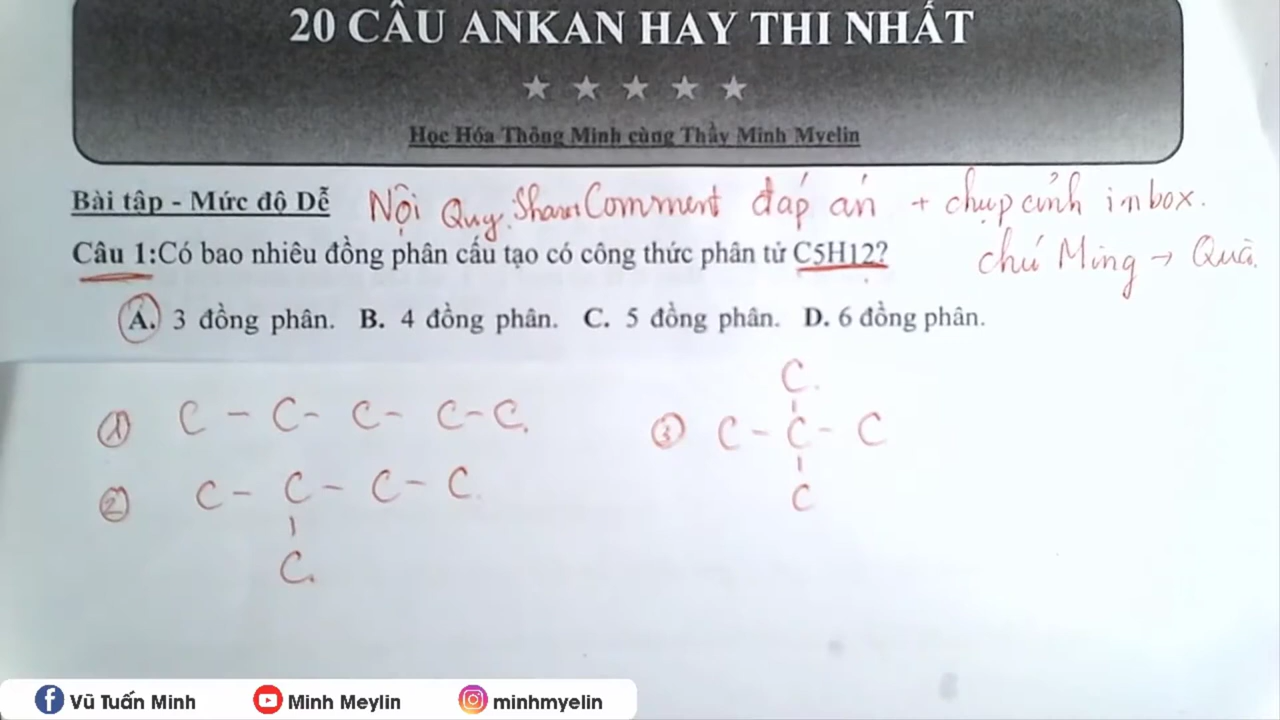 20 CÂU ANKAN HAY THI NHẤT
Học Hóa Thông Minh cùng Thầy Minh Myelin
Bài tập - Mức độ Dễ Nội Quy: Share Comment đáp án + chụp ảnh inbox.
chú Ming → Quà.
Câu 1:Có bao nhiêu đồng phân cấu tạo có công thức phân tử C5H12?
A. 3 đồng phân. B. 4 đồng phân. C. 5 đồng phân. D. 6 đồng phân.
① C - C - C - C - C.
② C - C - C - C.
C.
C.
③ C - C - C
C
Vũ Tuấn Minh Minh Meylin minhmyelin